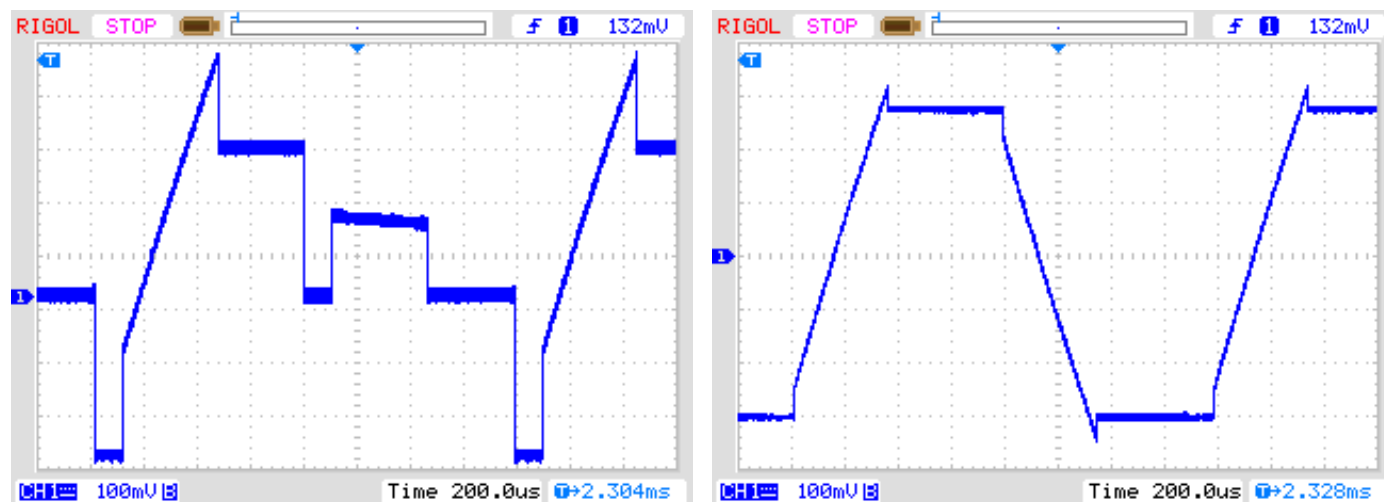 RIGOL STOP 1 132mV
T
1
CH1 100mV B Time 200.0us T→2.304ms
RIGOL STOP 1 132mV
T
1
CH1 100mV B Time 200.0us T→2.328ms